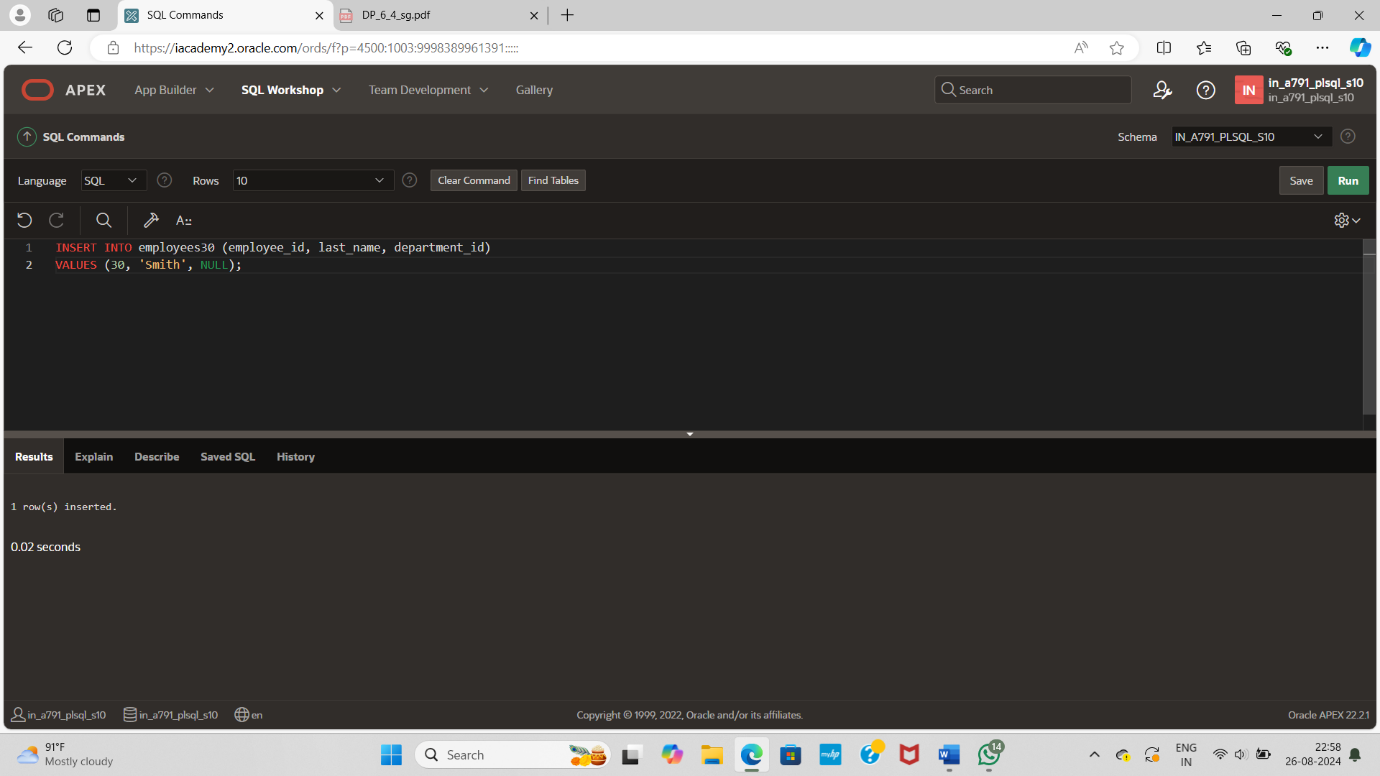 SQL Commands
DP_6_4_sg.pdf
https://iacademy2.oracle.com/ords/f?p=4500:1003:9998389961391:::::
APEX
App Builder
SQL Workshop
Team Development
Gallery
Search
IN
in_a791_plsql_s10
in_a791_plsql_s10
SQL Commands
Schema
IN_A791_PLSQL_S10
Language
SQL
Rows
10
Clear Command
Find Tables
Save
Run
A::
1 INSERT INTO employees30 (employee_id, last_name, department_id)
2 VALUES (30, 'Smith', NULL);
Results
Explain
Describe
Saved SQL
History
1 row(s) inserted.
0.02 seconds
in_a791_plsql_s10
in_a791_plsql_s10
en
Copyright © 1999, 2022, Oracle and/or its affiliates.
Oracle APEX 22.2.1
91°F
Mostly cloudy
Search
myhp
14
ENG
IN
22:58
26-08-2024